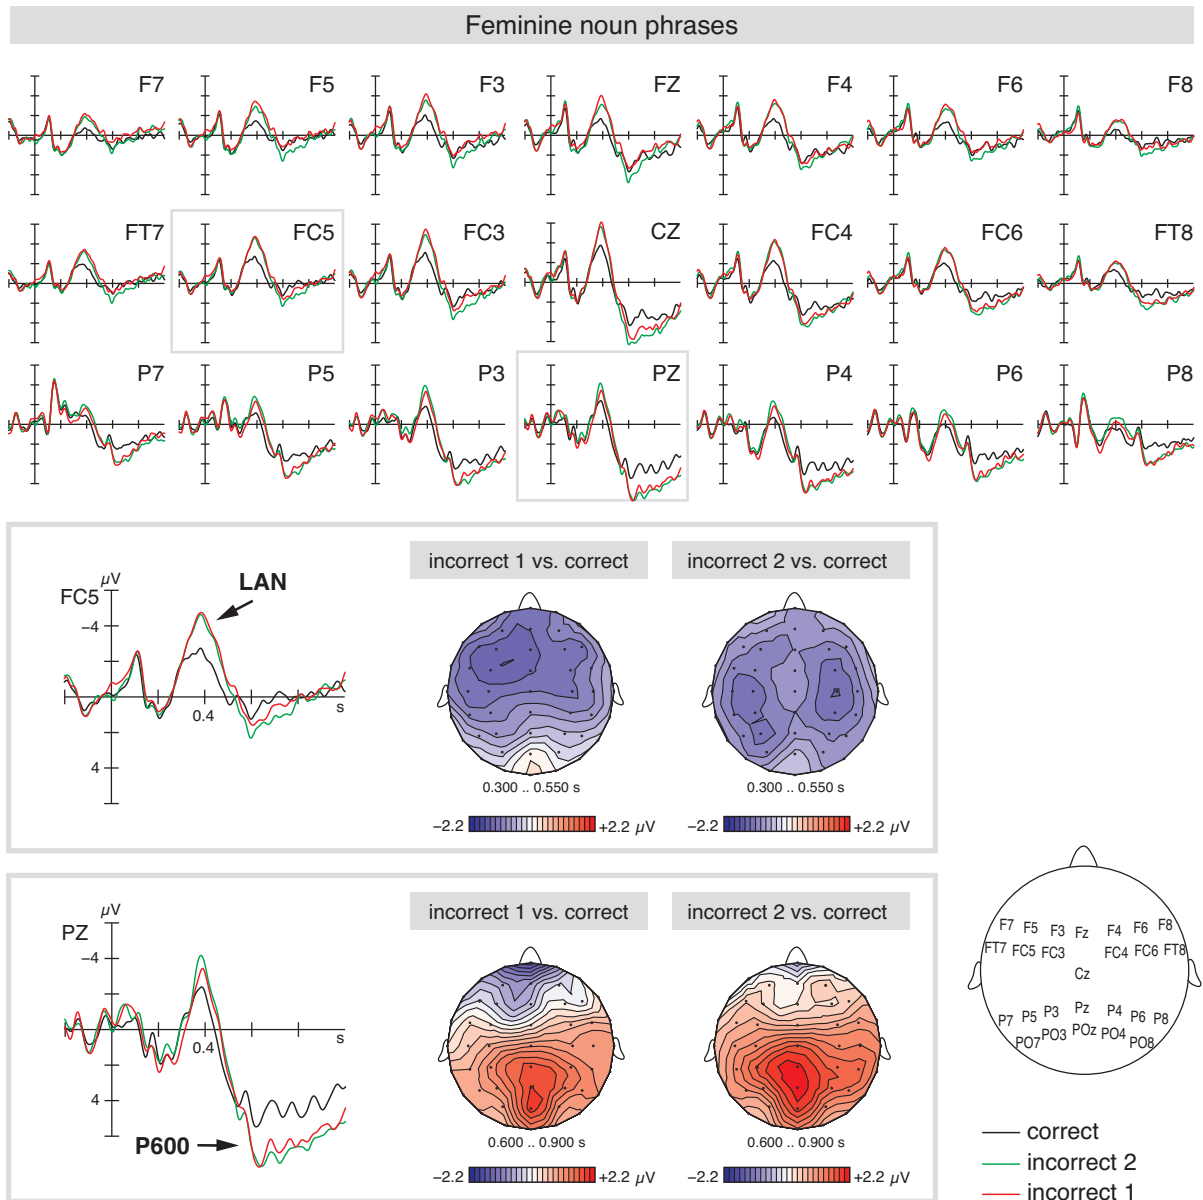 Feminine noun phrases
F7 F5 F3 FZ F4 F6 F8
FT7 FC5 FC3 CZ FC4 FC6 FT8
P7 P5 P3 PZ P4 P6 P8
µV
FC5
LAN
−4
0.4
s
4
incorrect 1 vs. correct
incorrect 2 vs. correct
0.300 .. 0.550 s
0.300 .. 0.550 s
−2.2 +2.2 µV
−2.2 +2.2 µV
µV
PZ
−4
0.4
4
P600
incorrect 1 vs. correct
incorrect 2 vs. correct
0.600 .. 0.900 s
0.600 .. 0.900 s
−2.2 +2.2 µV
−2.2 +2.2 µV
F7 F5 F3 Fz F4 F6 F8
FT7 FC5 FC3 FC4 FC6 FT8
Cz
P7 P5 P3 Pz P4 P6 P8
PO7 PO3 POz PO4 PO8
correct
incorrect 2
incorrect 1